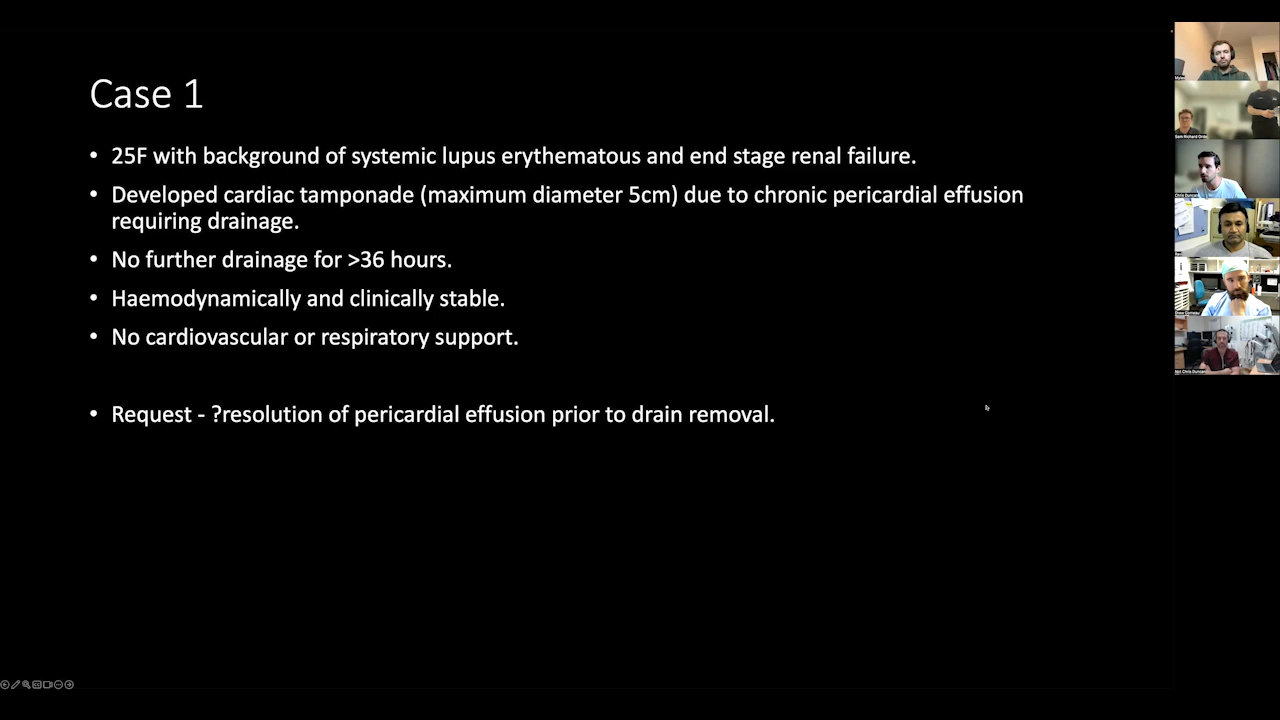 Case 1
• 25F with background of systemic lupus erythematous and end stage renal failure.
• Developed cardiac tamponade (maximum diameter 5cm) due to chronic pericardial effusion
requiring drainage.
• No further drainage for >36 hours.
• Haemodynamically and clinically stable.
• No cardiovascular or respiratory support.
• Request - ?resolution of pericardial effusion prior to drain removal.
Chris Duncan